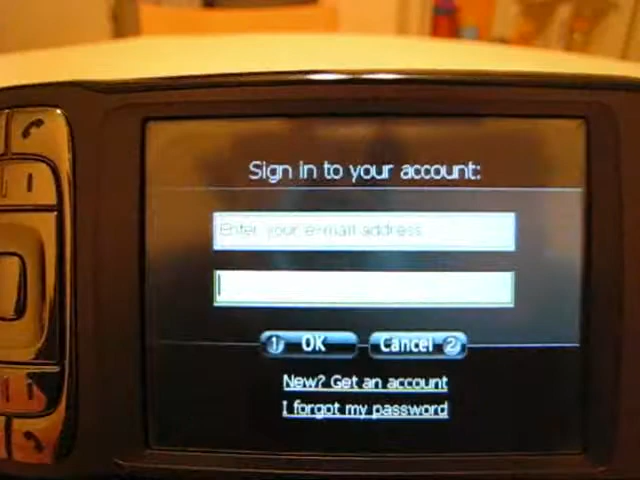 Sign in to your account:
Enter your e-mail address
1 OK Cancel 2
New? Get an account
I forgot my password